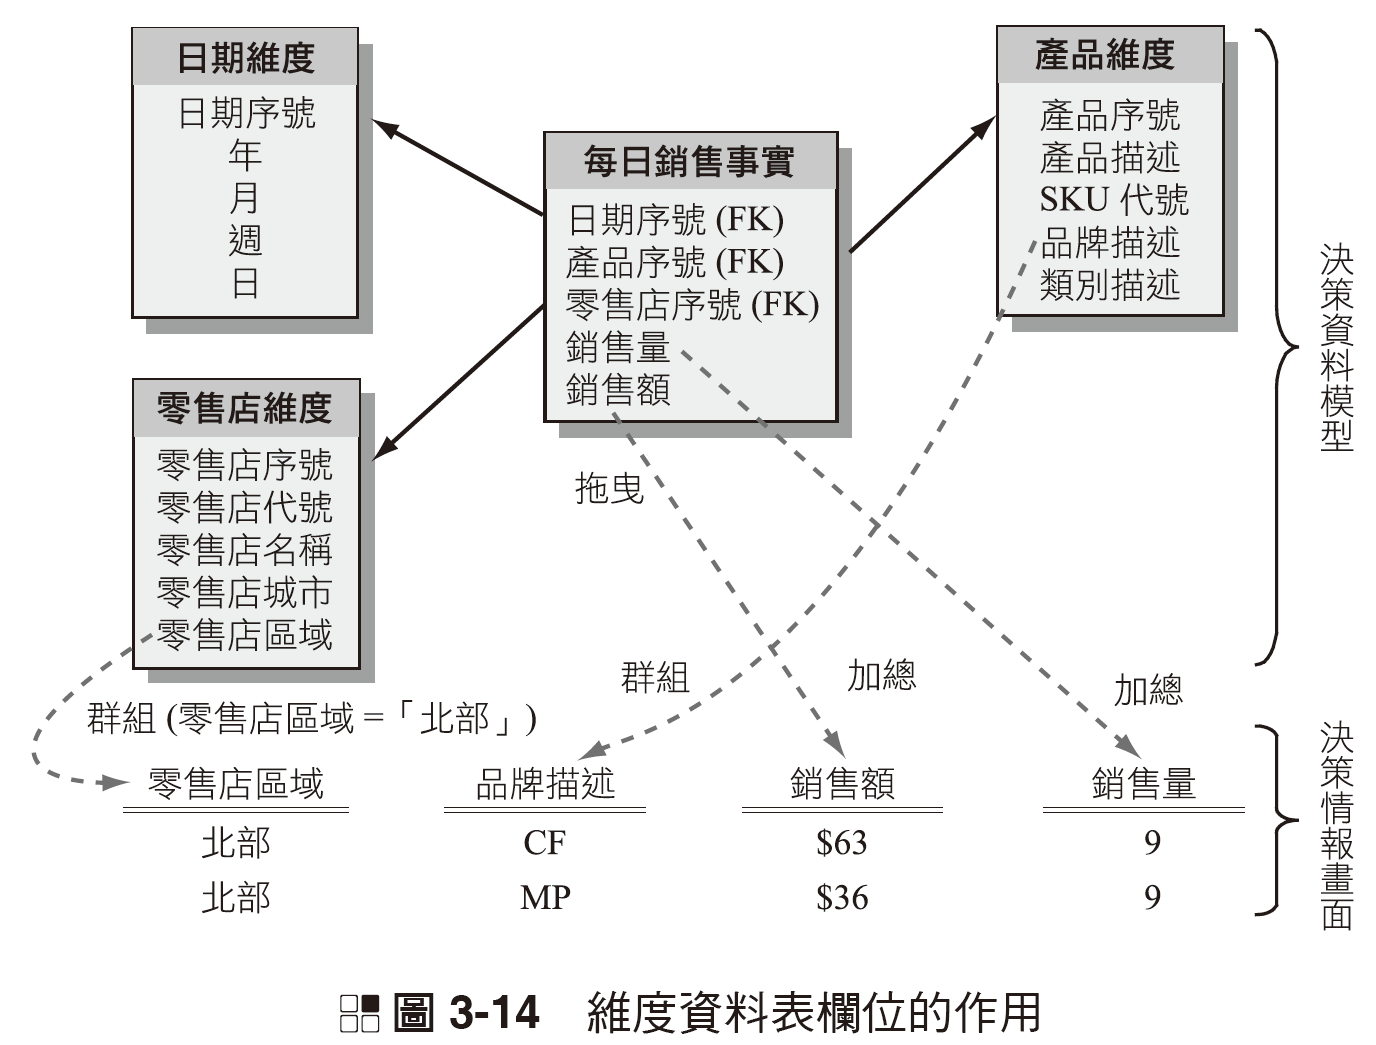 日期維度
日期序號
年
月
週
日
每日銷售事實
日期序號 (FK)
產品序號 (FK)
零售店序號 (FK)
銷售量
銷售額
產品維度
產品序號
產品描述
SKU 代號
品牌描述
類別描述
零售店維度
零售店序號
零售店代號
零售店名稱
零售店城市
零售店區域
決策資料模型
拖曳
群組
加總
加總
群組 (零售店區域 =「北部」)
零售店區域 品牌描述 銷售額 銷售量
北部 CF $63 9
北部 MP $36 9
決策情報畫面
圖 3-14 維度資料表欄位的作用